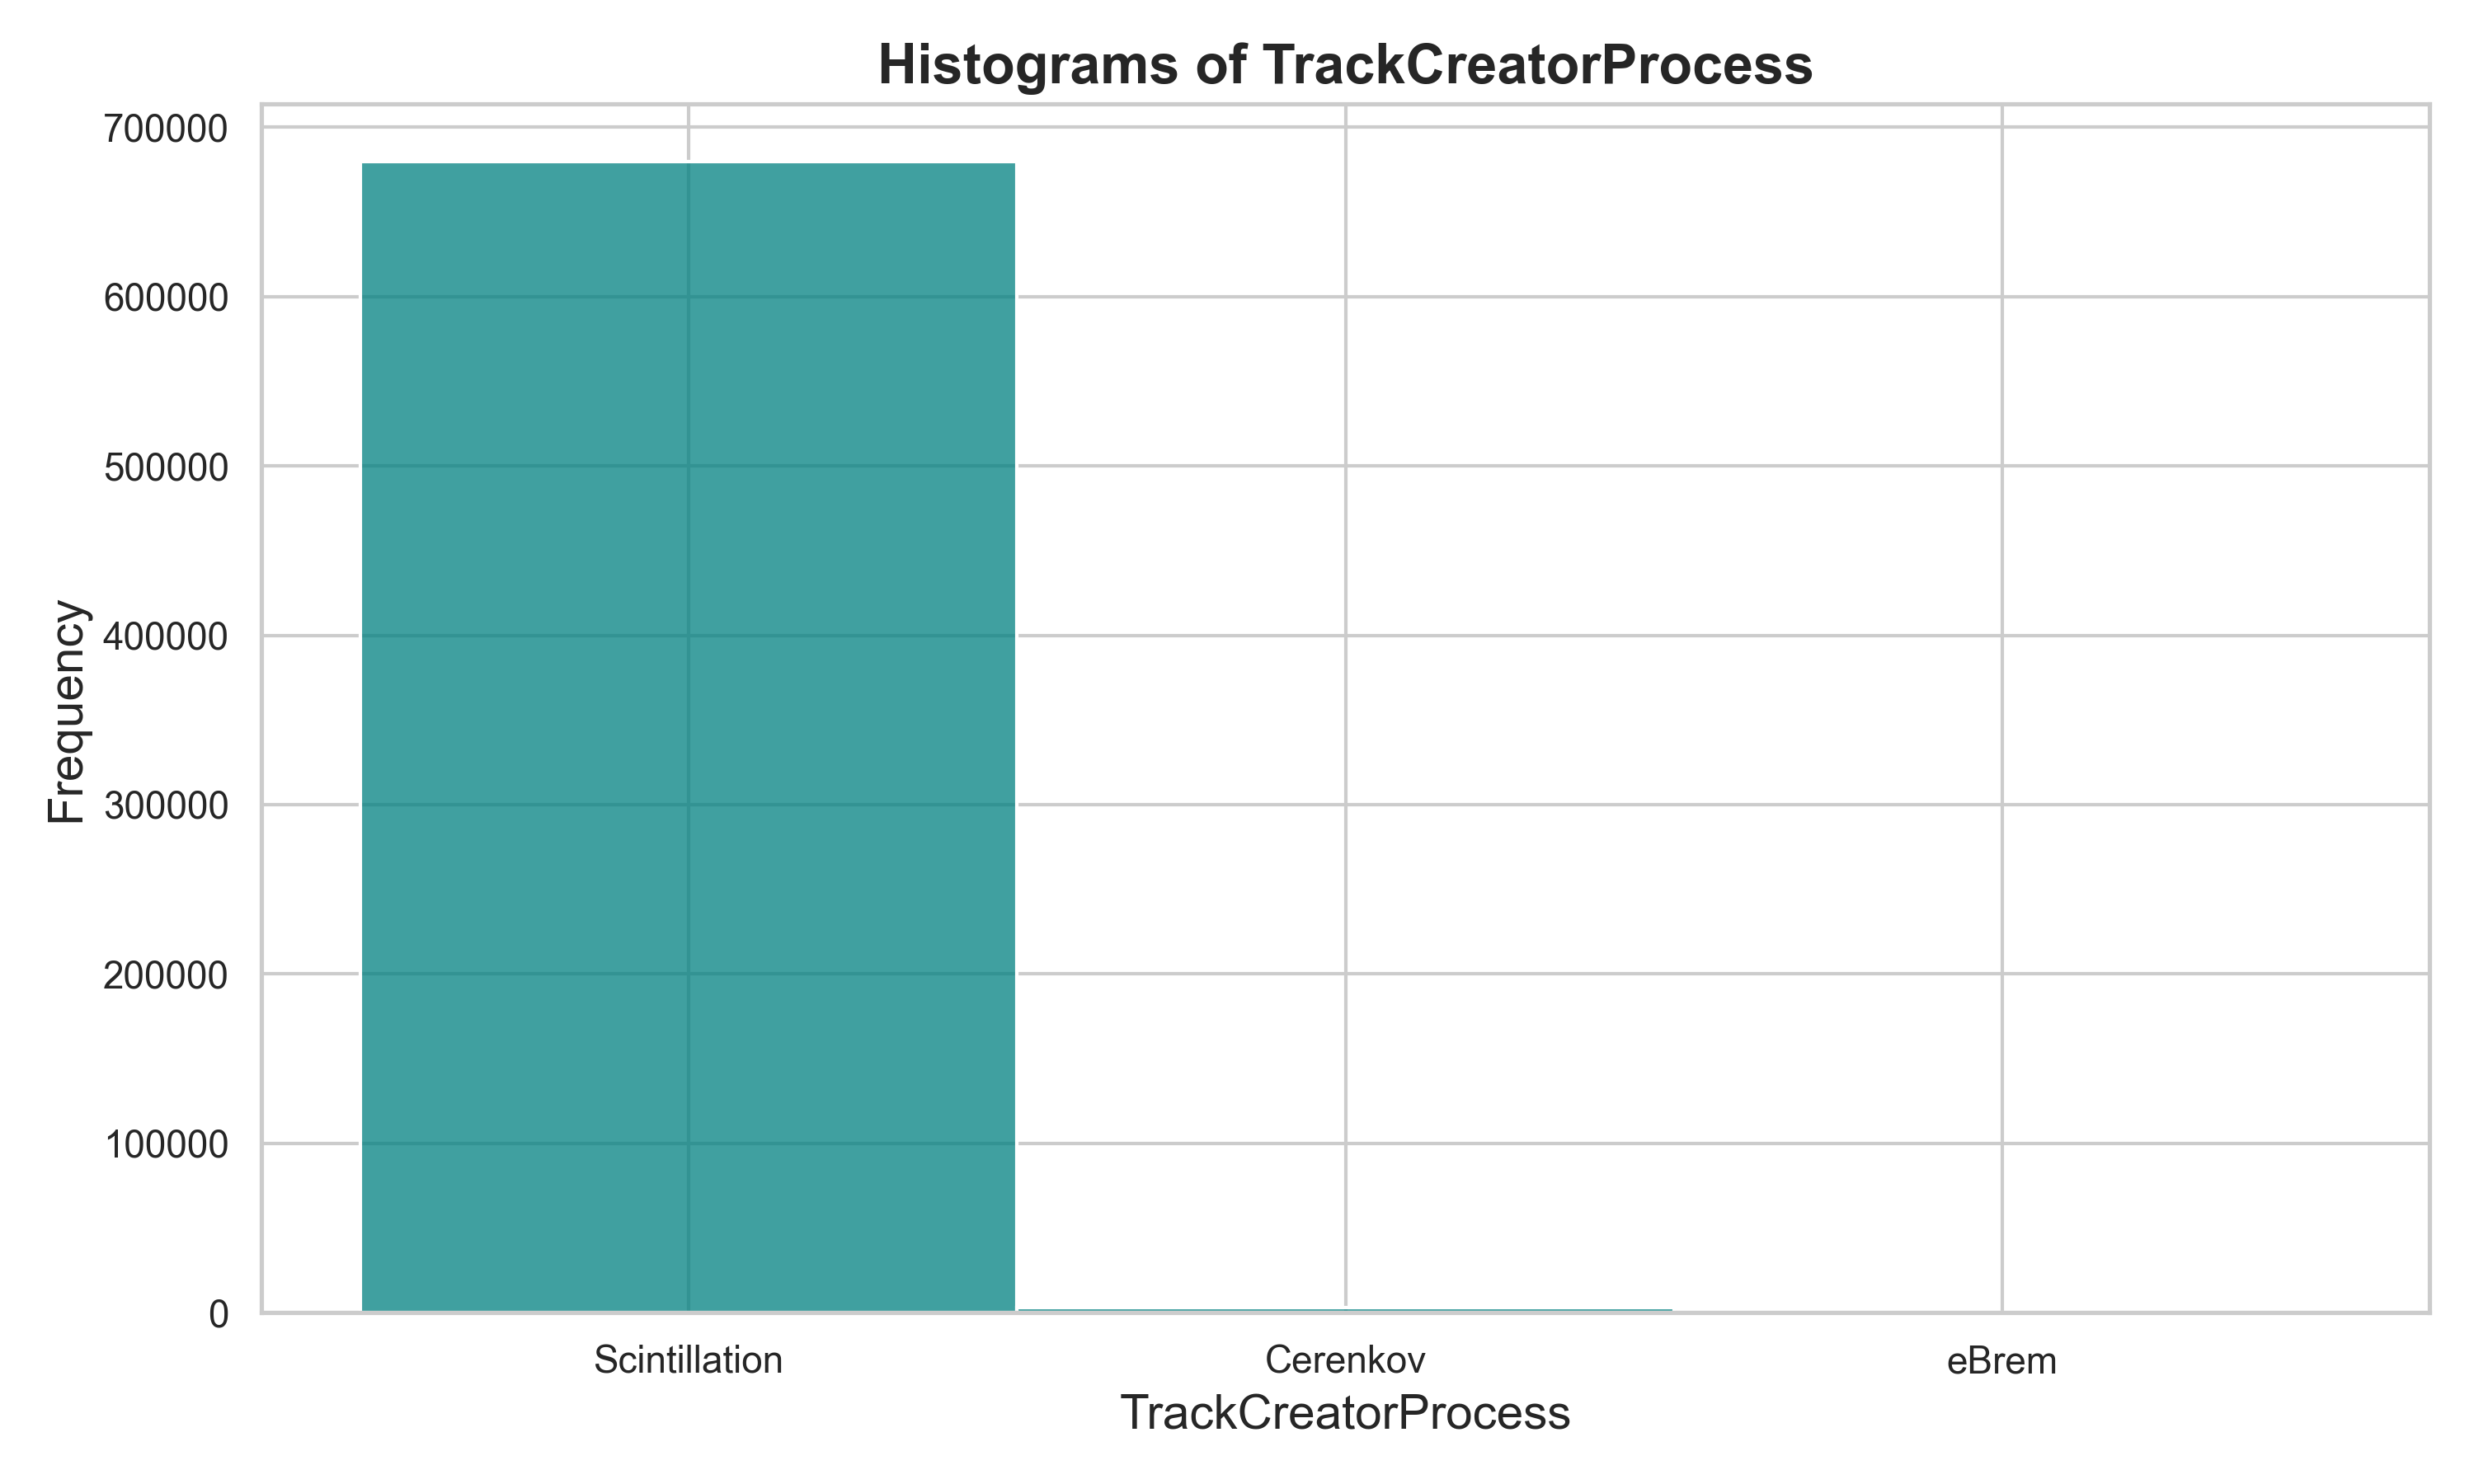 Histograms of TrackCreatorProcess
700000
600000
500000
400000
300000
200000
100000
0
Frequency
Scintillation
Cerenkov
eBrem
TrackCreatorProcess